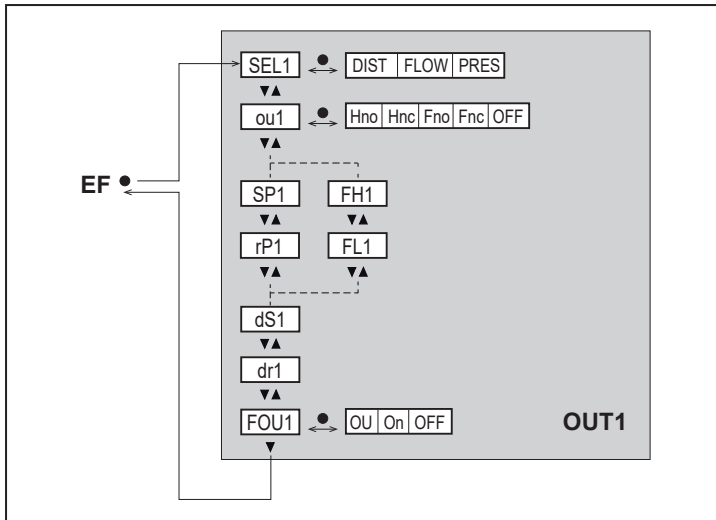 SEL1 DIST FLOW PRES
ou1 Hno Hnc Fno Fnc OFF
EF
SP1 FH1
rP1 FL1
dS1
dr1
FOU1 OU On OFF
OUT1